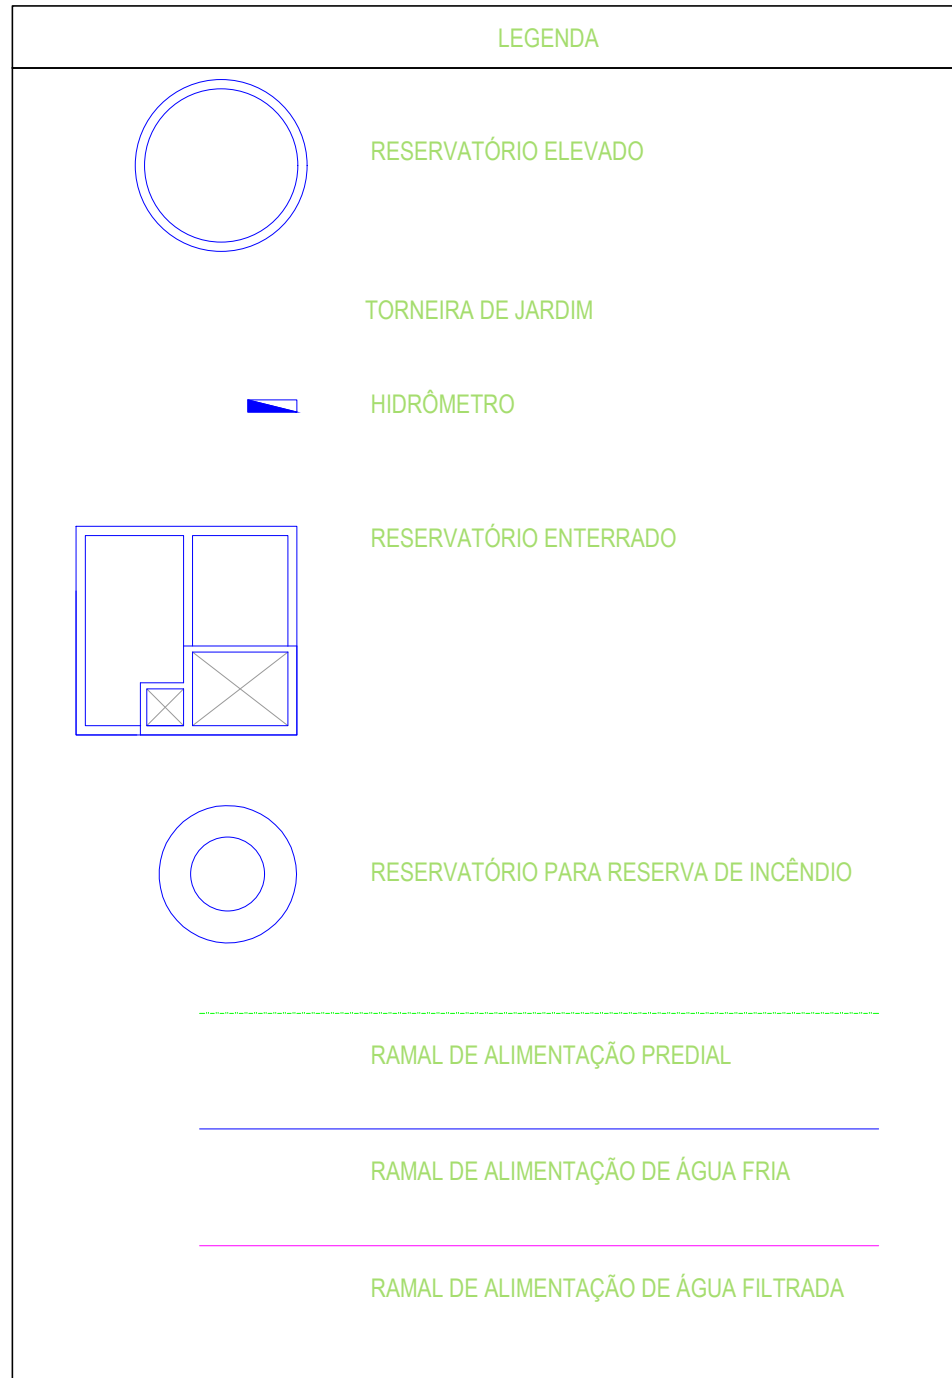 LEGENDA
RESERVATÓRIO ELEVADO
TORNEIRA DE JARDIM
HIDRÔMETRO
RESERVATÓRIO ENTERRADO
RESERVATÓRIO PARA RESERVA DE INCÊNDIO
RAMAL DE ALIMENTAÇÃO PREDIAL
RAMAL DE ALIMENTAÇÃO DE ÁGUA FRIA
RAMAL DE ALIMENTAÇÃO DE ÁGUA FILTRADA